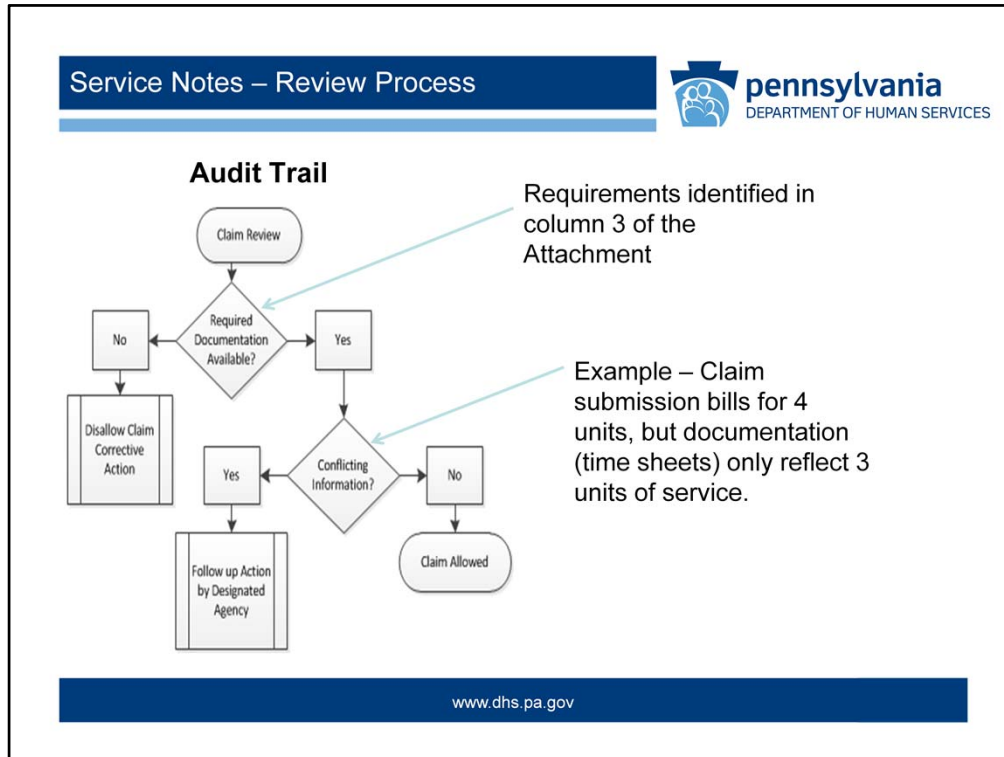 Service Notes – Review Process
pennsylvania
DEPARTMENT OF HUMAN SERVICES
Audit Trail
Claim Review
Requirements identified in
column 3 of the
Attachment
No
Required
Documentation
Available?
Yes
Disallow Claim
Corrective
Action
Yes
Conflicting
Information?
No
Example – Claim
submission bills for 4
units, but documentation
(time sheets) only reflect 3
units of service.
Follow up Action
by Designated
Agency
Claim Allowed
www.dhs.pa.gov